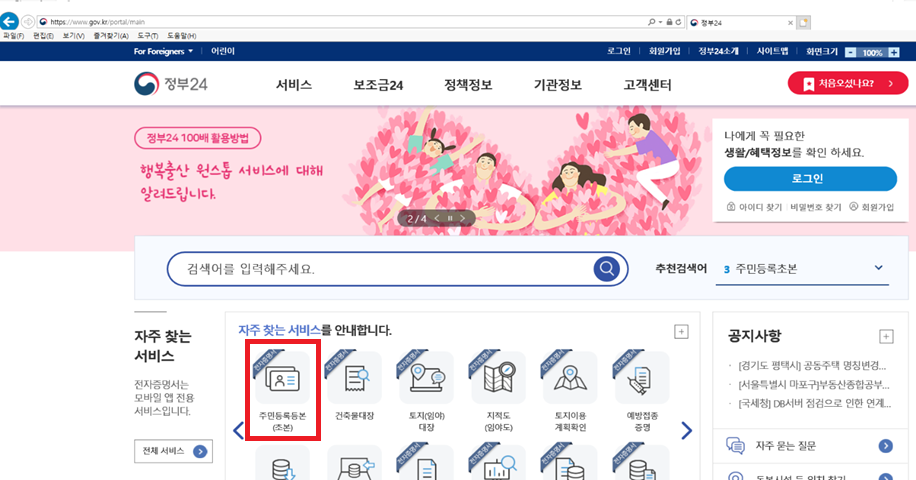 https://www.gov.kr/portal/main
정부24
파일(F) 편집(E) 보기(V) 즐겨찾기(A) 도구(T) 도움말(H)
For Foreigners 어린이
로그인 회원가입 정부24소개 사이트맵 화면크기 - 100% +
정부24
서비스 보조금24 정책정보 기관정보 고객센터
처음오셨나요?
정부24 100배 활용방법
행복출산 원스톱 서비스에 대해
알려드립니다.
2/4
나에게 꼭 필요한
생활/혜택정보를 확인 하세요.
로그인
아이디 찾기 비밀번호 찾기 회원가입
검색어를 입력해주세요.
추천검색어 3 주민등록초본
자주 찾는
서비스
전자증명서는
모바일 앱 전용
서비스입니다.
전체 서비스
자주 찾는 서비스를 안내합니다.
전자증명서 전자증명서 전자증명서 전자증명서 전자증명서 전자증명서
주민등록등본
(초본)
건축물대장
토지(임야)
대장
지적도
(임야도)
토지이용
계획확인
예방접종
증명
전자증명서 전자증명서 전자증명서 전자증명서
공지사항
· [경기도 평택시] 공동주택 명칭변경...
· [서울특별시 마포구]부동산종합공부...
· [국세청] DB서버 점검으로 인한 연계...
자주 묻는 질문